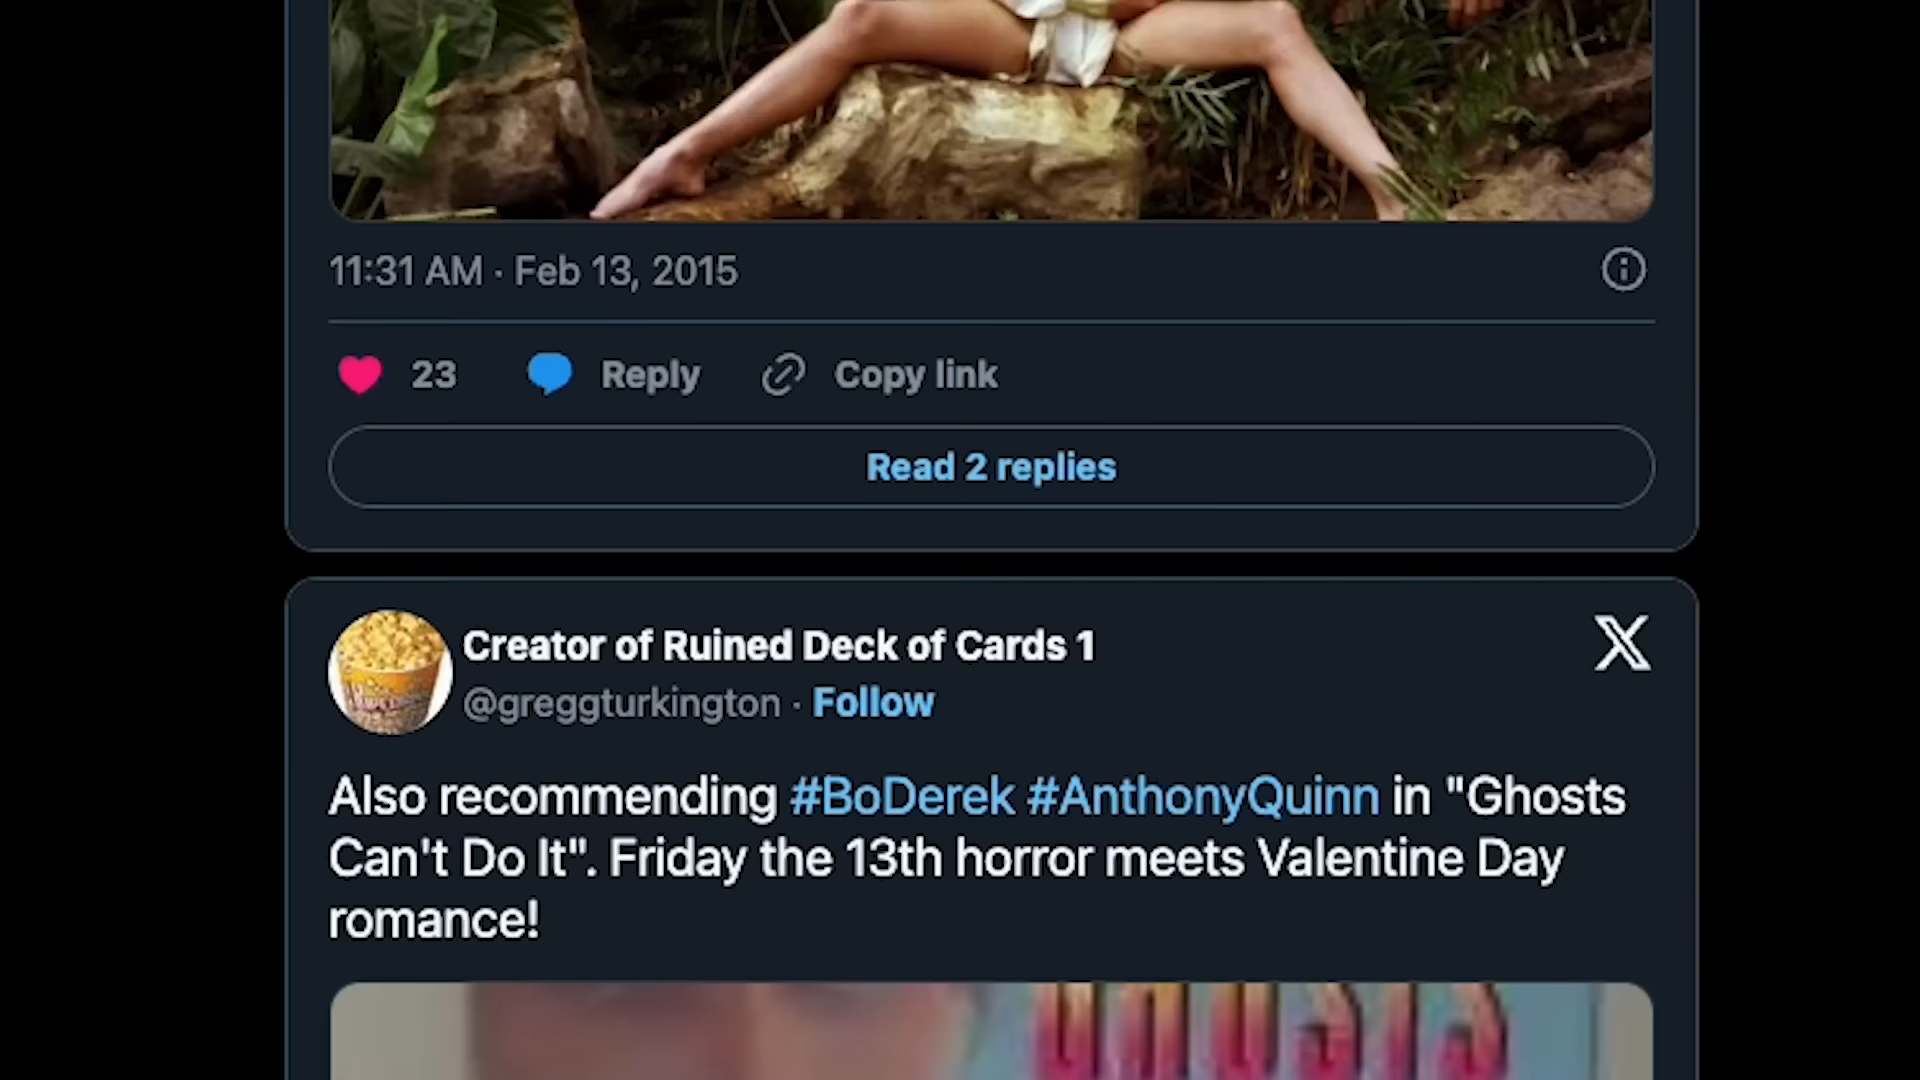 11:31 AM · Feb 13, 2015
23 Reply Copy link
Read 2 replies
Creator of Ruined Deck of Cards 1
@greggturkington · Follow
Also recommending #BoDerek #AnthonyQuinn in "Ghosts
Can't Do It". Friday the 13th horror meets Valentine Day
romance!
GHOSTS